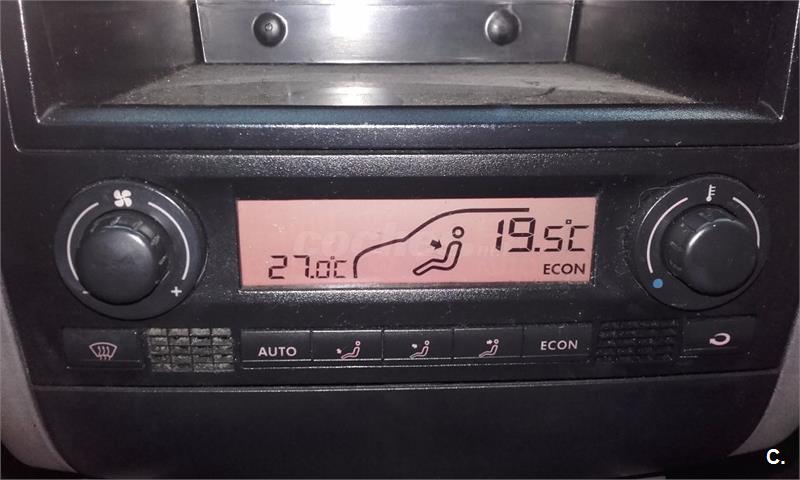 27.0°C
19.5°C
ECON
+
AUTO
ECON
C.